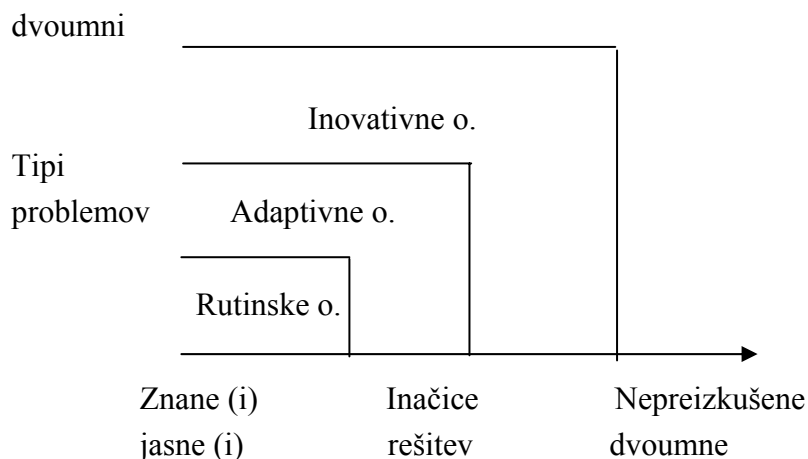 dvoumni
Inovativne o.
Tipi
problemov
Adaptivne o.
Rutinske o.
Znane (i)
jasne (i)
Inačice
rešitev
Nepreizkušene
dvoumne